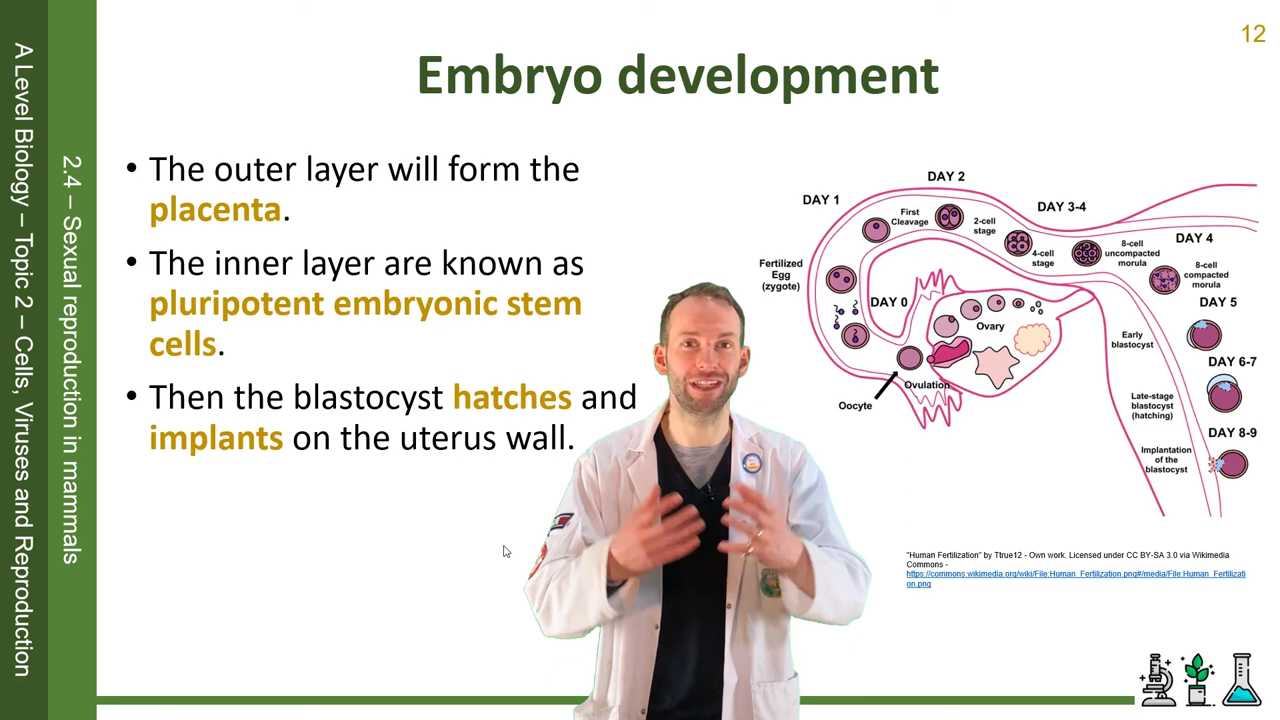 A Level Biology – Topic 2 – Cells, Viruses and Reproduction
2.4 – Sexual reproduction in mammals
12
Embryo development
• The outer layer will form the
placenta.
• The inner layer are known as
pluripotent embryonic stem
cells.
• Then the blastocyst hatches and
implants on the uterus wall.
DAY 0
DAY 1
DAY 2
DAY 3-4
DAY 4
DAY 5
DAY 6-7
DAY 8-9
Fertilized
Egg
(zygote)
First
Cleavage
2-cell
stage
4-cell
stage
8-cell
uncompacted
morula
8-cell
compacted
morula
Early
blastocyst
Late-stage
blastocyst
(hatching)
Implantation
of the
blastocyst
Ovary
Ovulation
Oocyte
"Human Fertilization" by Ttrue12 - Own work. Licensed under CC BY-SA 3.0 via Wikimedia
Commons -
https://commons.wikimedia.org/wiki/File:Human_Fertilization.png#/media/File:Human_Fertilizati
on.png